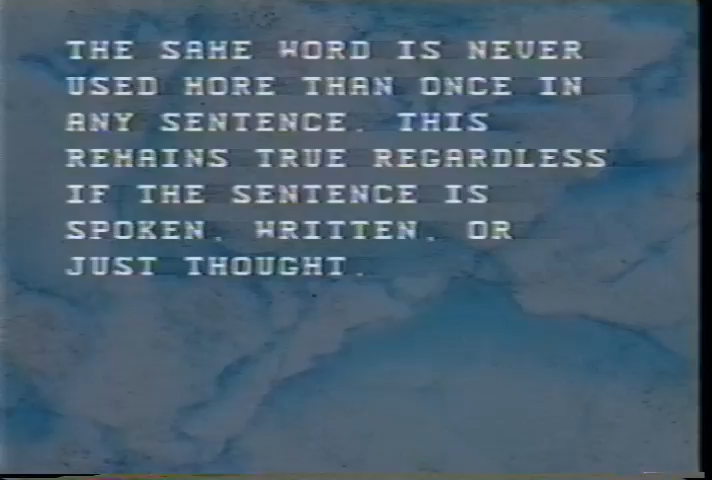 THE SAME WORD IS NEVER
USED MORE THAN ONCE IN
ANY SENTENCE. THIS
REMAINS TRUE REGARDLESS
IF THE SENTENCE IS
SPOKEN, WRITTEN, OR
JUST THOUGHT.